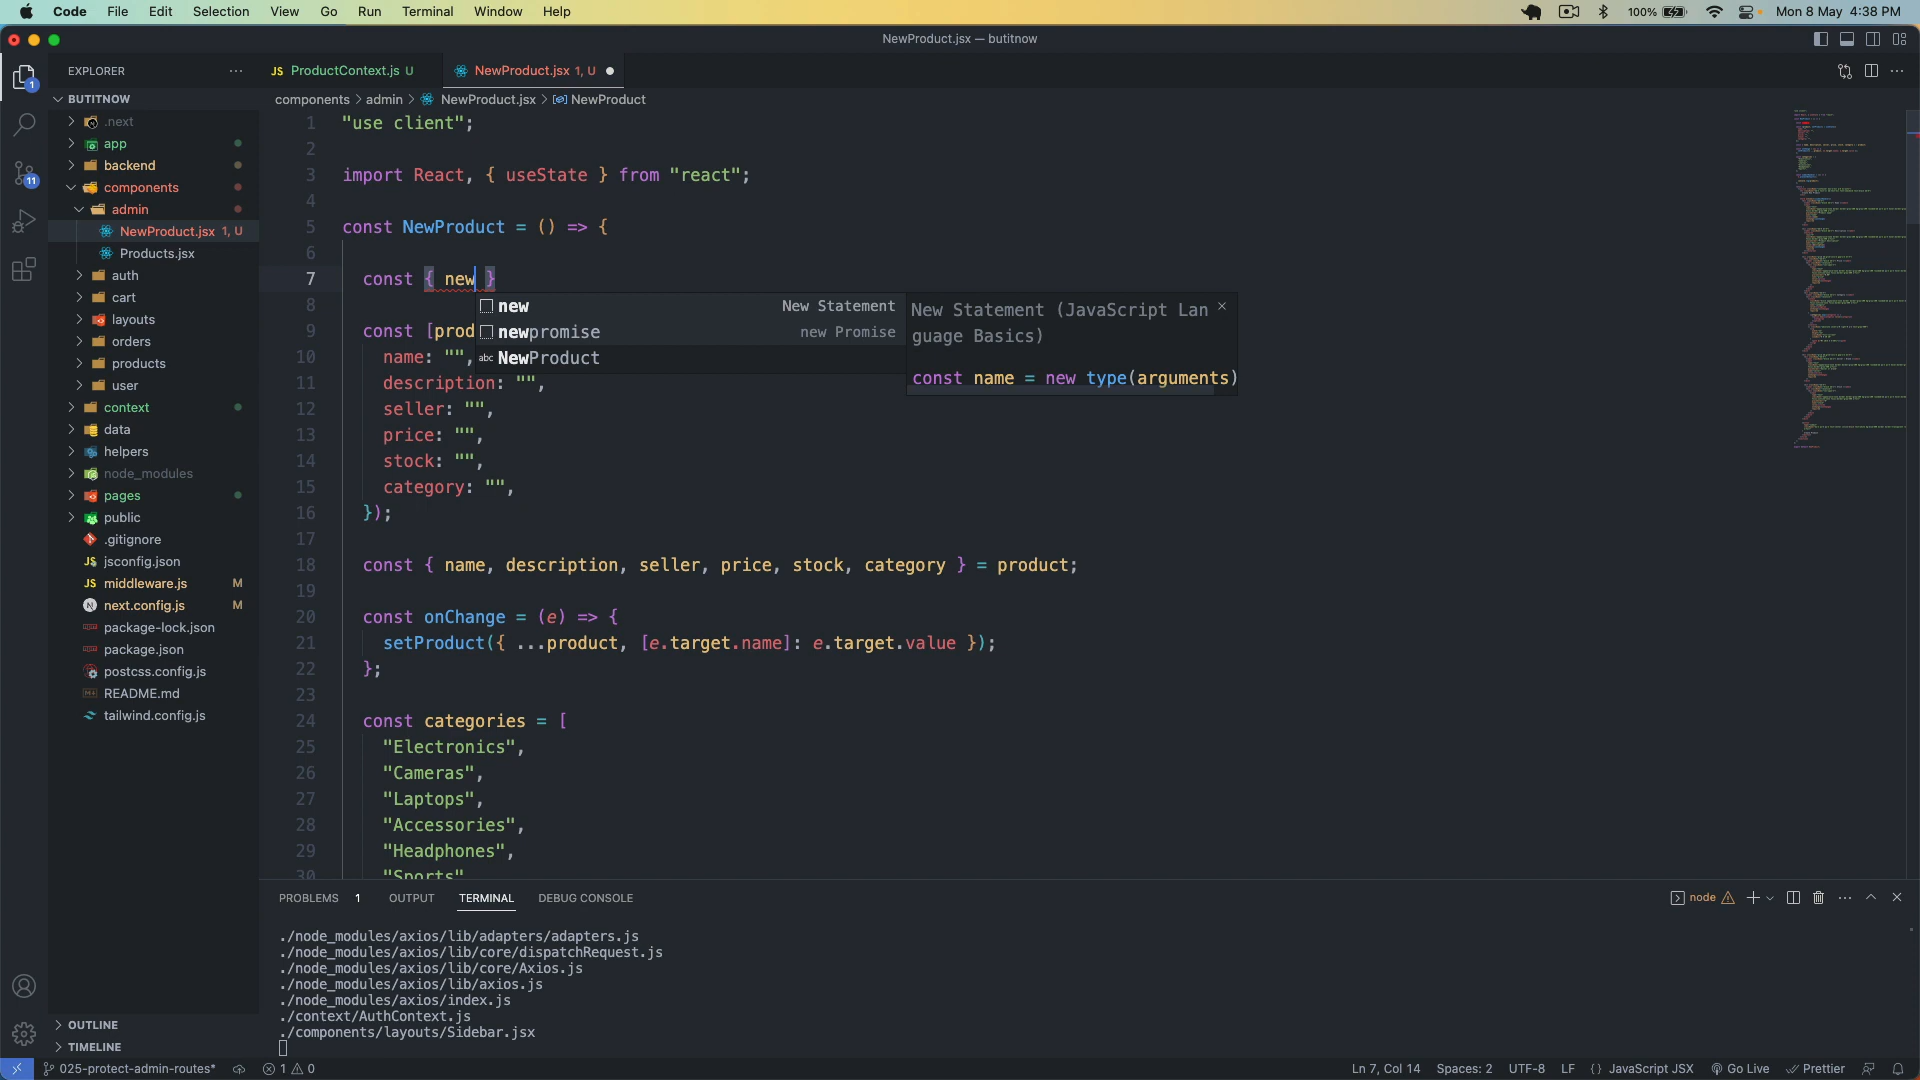 Code File Edit Selection View Go Run Terminal Window Help 100% Mon 8 May 4:38 PM
NewProduct.jsx — butitnow
EXPLORER
JS ProductContext.js U NewProduct.jsx 1, U
components > admin > NewProduct.jsx > NewProduct
1
11
BUTITNOW
.next
app
backend
components
admin
NewProduct.jsx 1, U
Products.jsx
auth
cart
layouts
orders
products
user
context
data
helpers
node_modules
pages
public
.gitignore
JS jsconfig.json
JS middleware.js M
N next.config.js M
package-lock.json
package.json
postcss.config.js
README.md
tailwind.config.js
OUTLINE
TIMELINE
1 "use client";
2
3 import React, { useState } from "react";
4
5 const NewProduct = () => {
6
7 const { new }
8
9 const [prod
10 name: "",
11 description: "",
12 seller: "",
13 price: "",
14 stock: "",
15 category: "",
16 });
17
18 const { name, description, seller, price, stock, category } = product;
19
20 const onChange = (e) => {
21 setProduct({ ...product, [e.target.name]: e.target.value });
22 };
23
24 const categories = [
25 "Electronics",
26 "Cameras",
27 "Laptops",
28 "Accessories",
29 "Headphones",
30 "Sports"
new New Statement
newpromise new Promise
abc NewProduct
New Statement (JavaScript Lan
guage Basics)
const name = new type(arguments)
PROBLEMS 1 OUTPUT TERMINAL DEBUG CONSOLE node
./node_modules/axios/lib/adapters/adapters.js
./node_modules/axios/lib/core/dispatchRequest.js
./node_modules/axios/lib/core/Axios.js
./node_modules/axios/lib/axios.js
./node_modules/axios/index.js
./context/AuthContext.js
./components/layouts/Sidebar.jsx
025-protect-admin-routes* 1 0 Ln 7, Col 14 Spaces: 2 UTF-8 LF {} JavaScript JSX Go Live Prettier